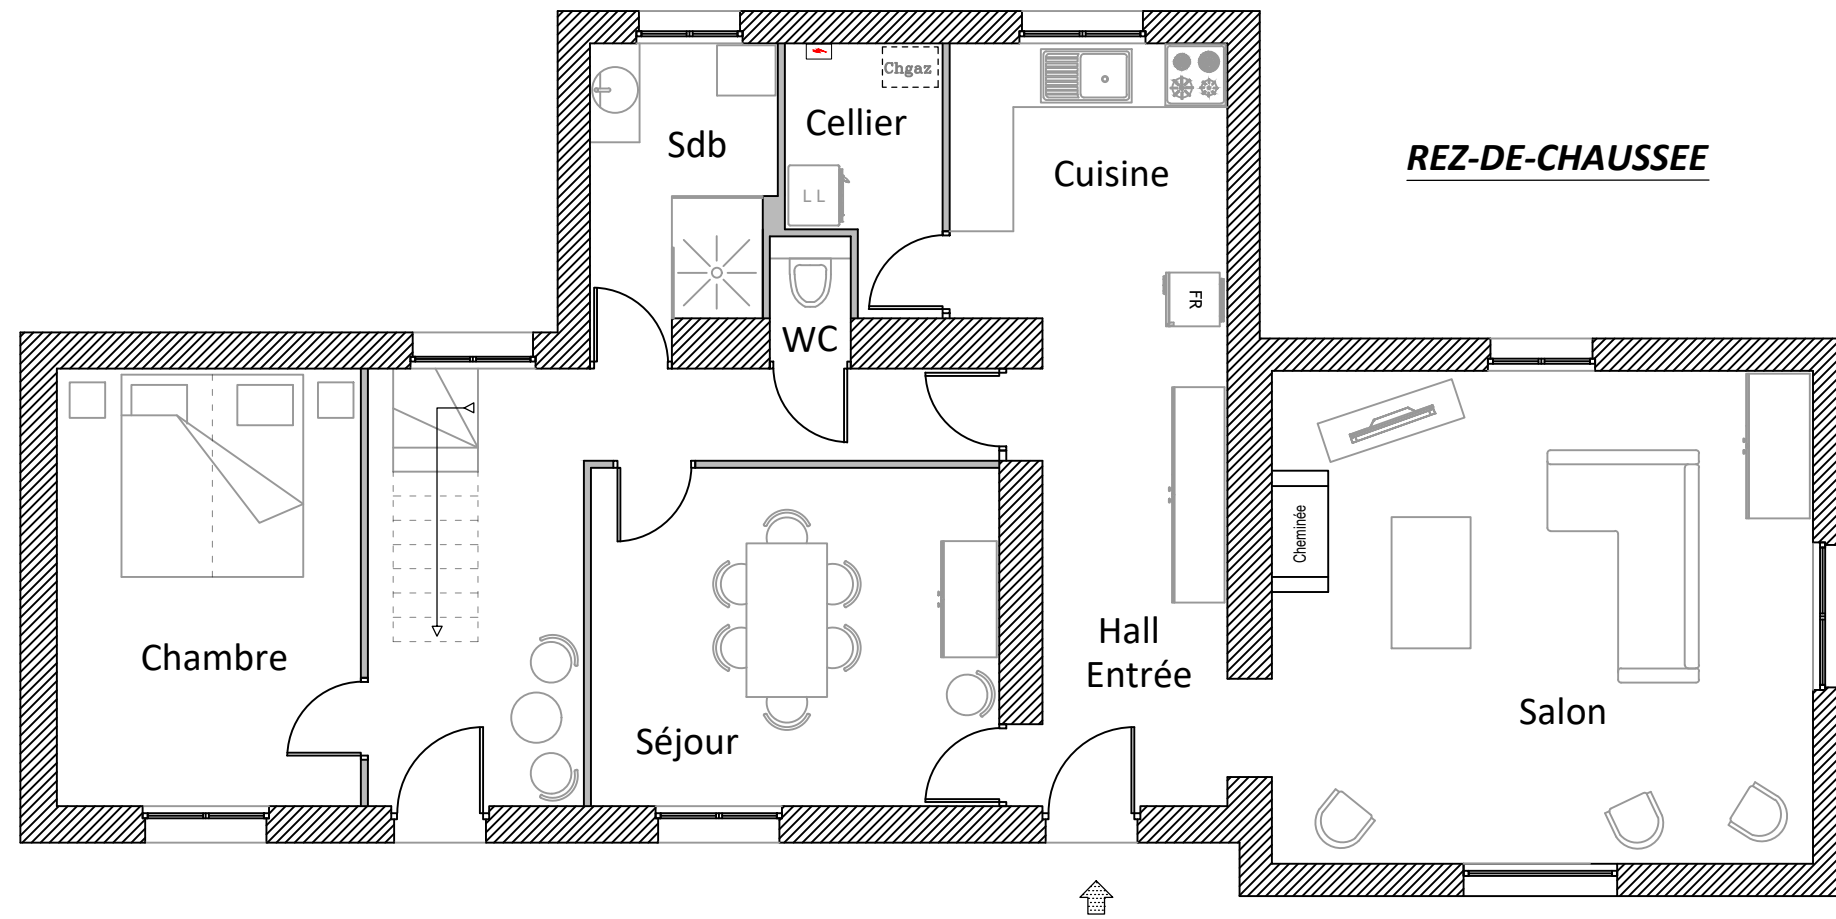 Chgaz
Cellier
Sdb
REZ-DE-CHAUSSEE
Cuisine
LL
FR
WC
Cheminée
Hall
Entrée
Chambre
Séjour
Salon